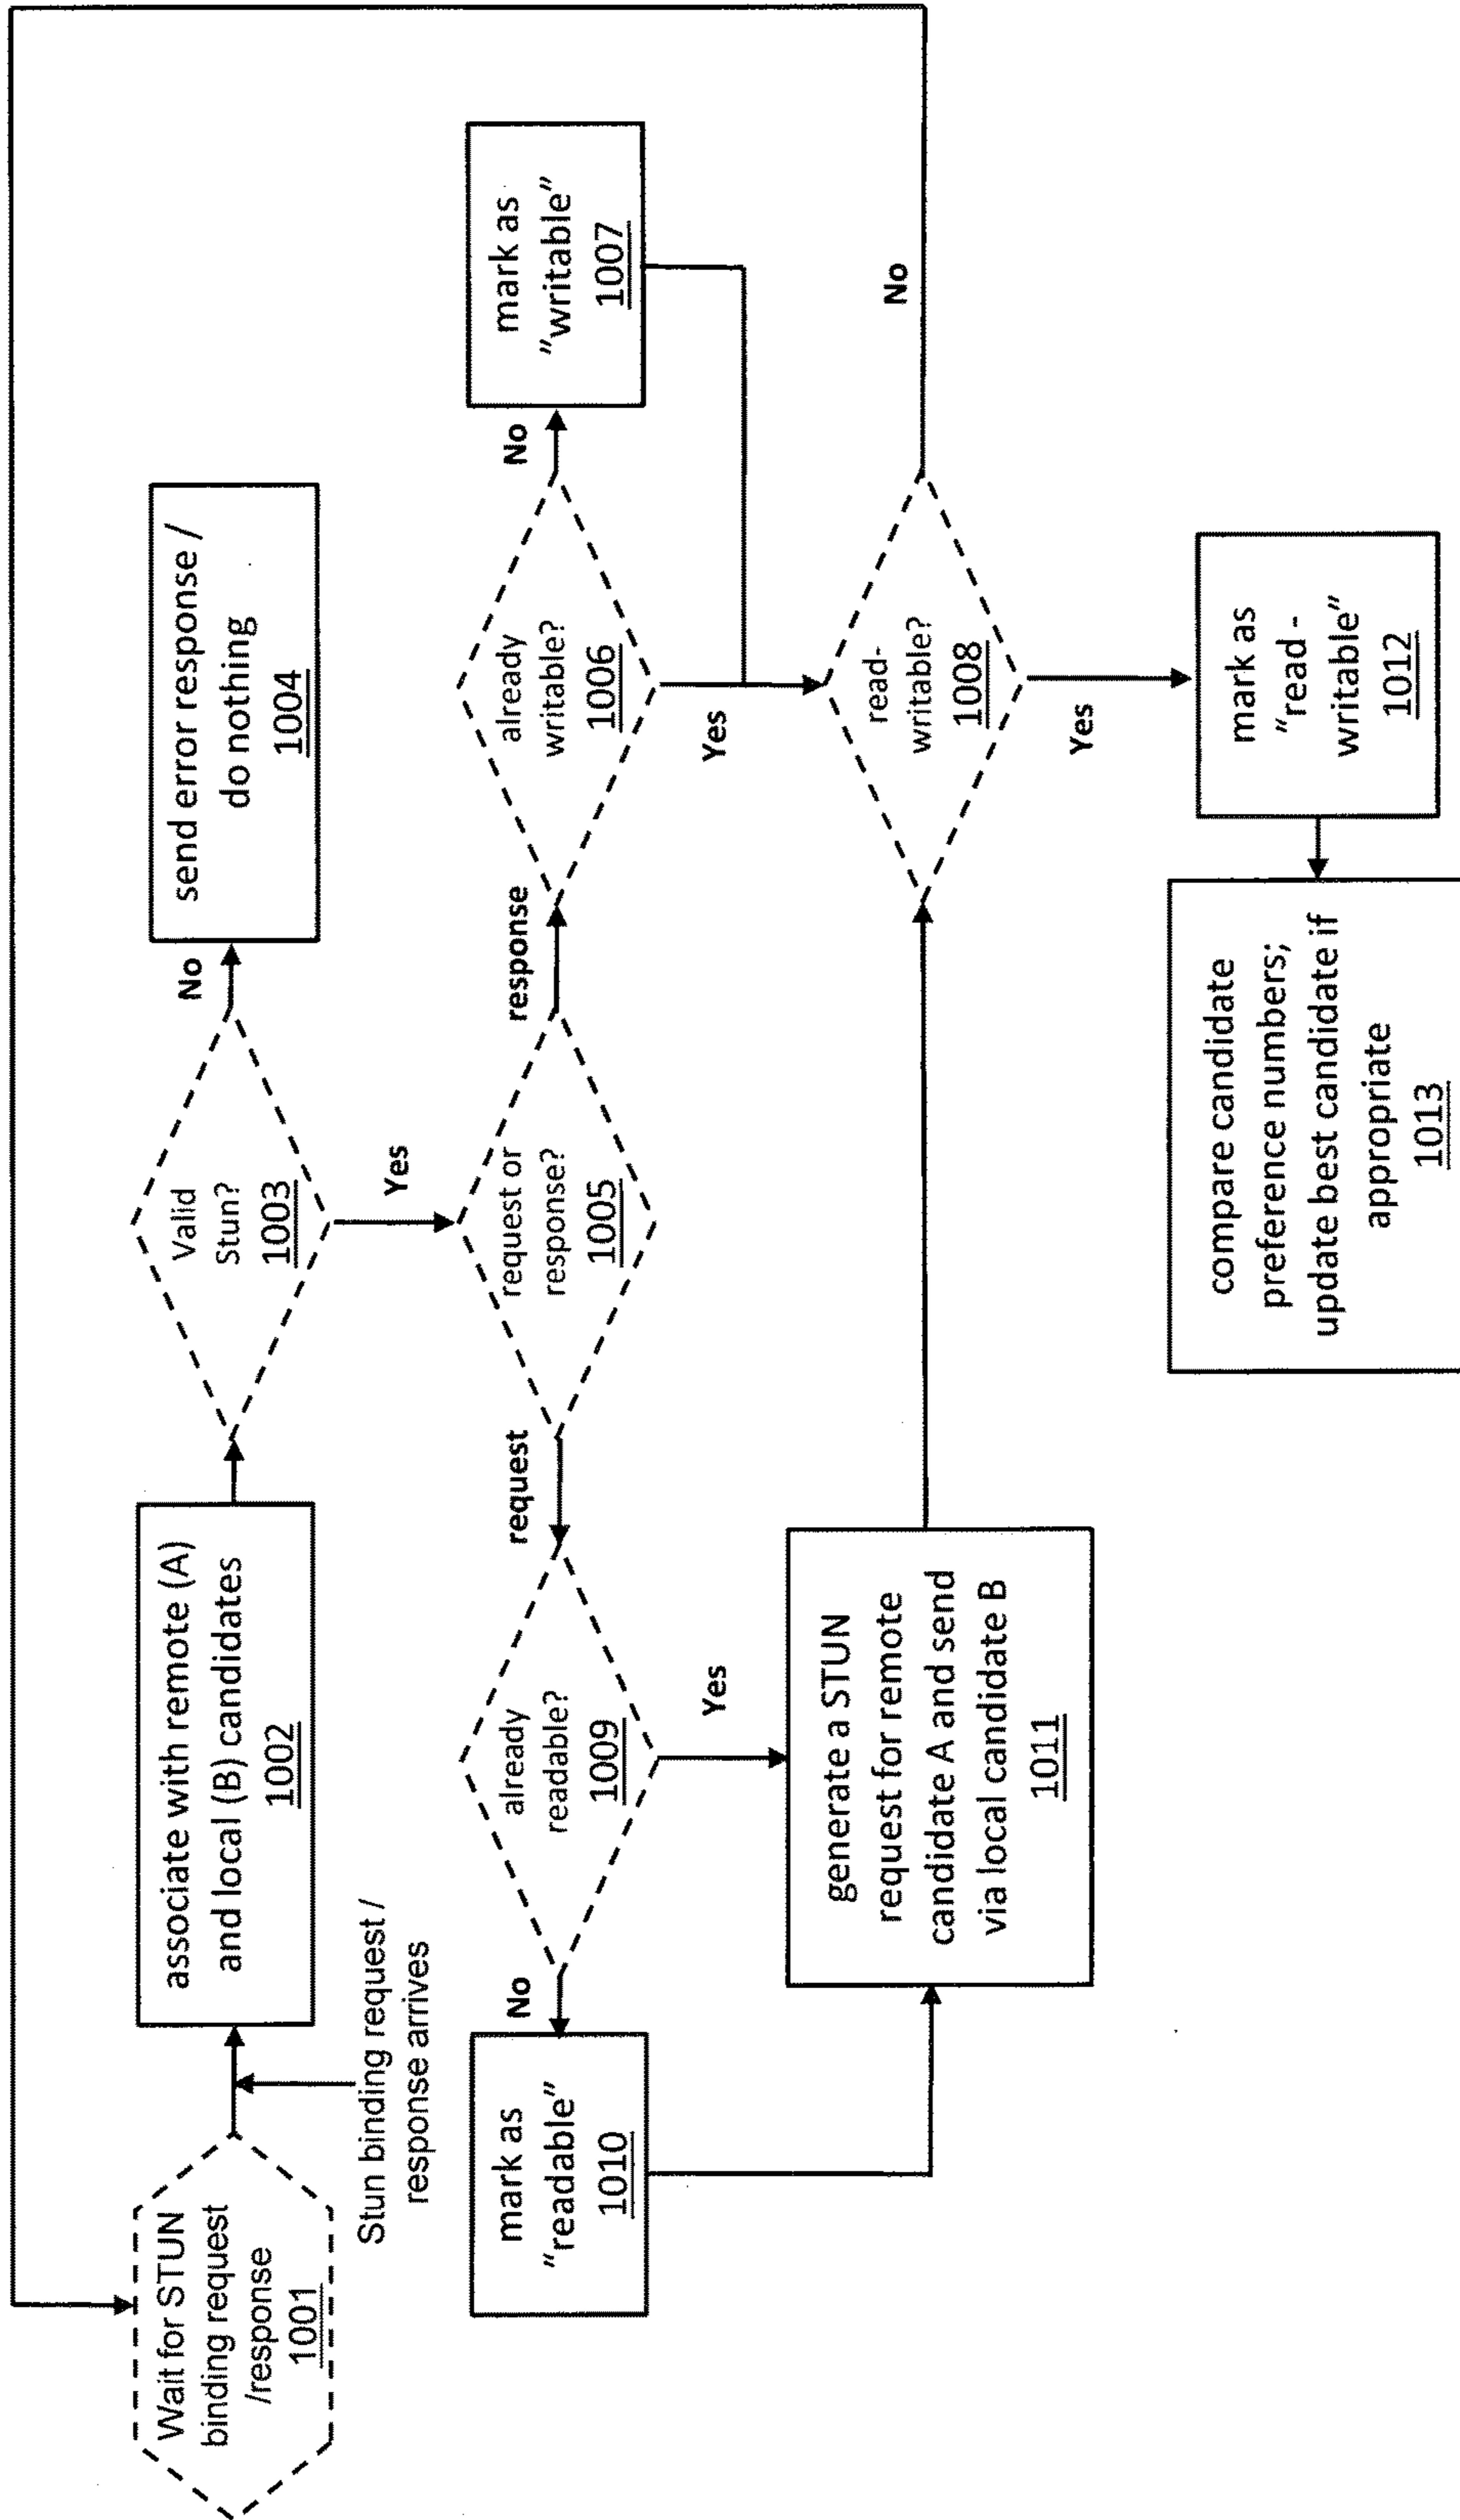 Wait for STUN
binding request
/response
1001
Stun binding request /
response arrives
associate with remote (A)
and local (B) candidates
1002
Valid
Stun?
1003
No
send error response /
do nothing
1004
Yes
request or
response?
1005
request
response
already
writable?
1006
No
mark as
"writable"
1007
Yes
already
readable?
1009
No
mark as
"readable"
1010
Yes
generate a STUN
request for remote
candidate A and send
via local candidate B
1011
read-
writable?
1008
No
Yes
mark as
"read -
writable"
1012
compare candidate
preference numbers;
update best candidate if
appropriate
1013